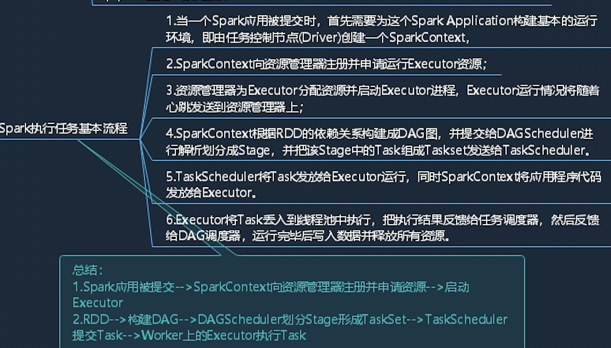 1.当一个Spark应用被提交时，首先需要为这个Spark Application构建基本的运行
环境，即由任务控制节点(Driver)创建一个SparkContext，
2.SparkContext向资源管理器注册并申请运行Executor资源；
3.资源管理器为Executor分配资源并启动Executor进程，Executor运行情况将随着
心跳发送到资源管理器上；
Spark执行任务基本流程
4.SparkContext根据RDD的依赖关系构建成DAG图，并提交给DAGScheduler进
行解析划分成Stage，并把该Stage中的Task组成Taskset发送给TaskScheduler。
5.TaskScheduler将Task发放给Executor运行，同时SparkContext将应用程序代码
发放给Executor。
6.Executor将Task丢入到线程池中执行，把执行结果反馈给任务调度器，然后反馈
给DAG调度器，运行完毕后写入数据并释放所有资源。
总结：
1.Spark应用被提交-->SparkContext向资源管理器注册并申请资源-->启动
Executor
2.RDD-->构建DAG-->DAGScheduler划分Stage形成TaskSet-->TaskScheduler
提交Task-->Worker上的Executor执行Task